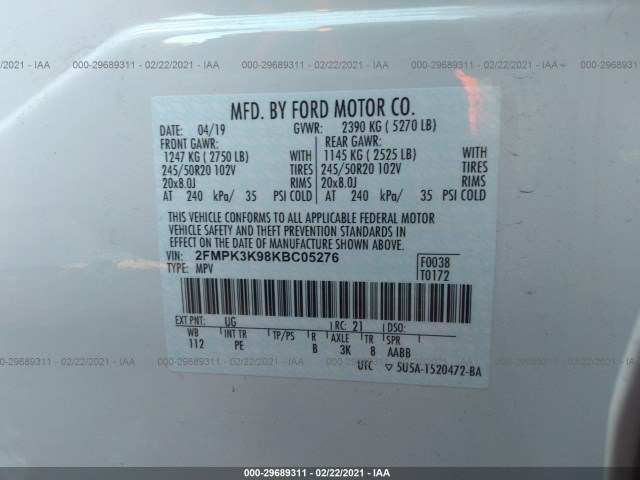 02/22/2021 - IAA 000-29689311 - 02/22/2021 - IAA 000-29689311 - 02/22/2021 - IAA 000-29689311 -
MFD. BY FORD MOTOR CO.
DATE: 04/19 GVWR: 2390 KG ( 5270 LB)
FRONT GAWR: REAR GAWR:
1247 KG ( 2750 LB) WITH 1145 KG ( 2525 LB) WITH
245/50R20 102V TIRES 245/50R20 102V TIRES
20x8.0J RIMS 20x8.0J RIMS
AT 240 kPa/ 35 PSI COLD AT 240 kPa/ 35 PSI COLD
THIS VEHICLE CONFORMS TO ALL APPLICABLE FEDERAL MOTOR
VEHICLE SAFETY AND THEFT PREVENTION STANDARDS IN
EFFECT ON THE DATE OF MANUFACTURE SHOWN ABOVE.
VIN: 2FMPK3K98KBC05276 F0038
TYPE: MPV T0172
EXT PNT: UG RC: 21 DSO:
WB INT TR TP/PS R AXLE TR SPR
112 PE B 3K 8 AABB
UTC ▽ 5U5A-1520472-BA
02/22/2021 - IAA 000-29689311 - 02/22/2021 - IAA 000-29689311 - 02/22/2021 - IAA 000-29689311 -
000-29689311 - 02/22/2021 - IAA